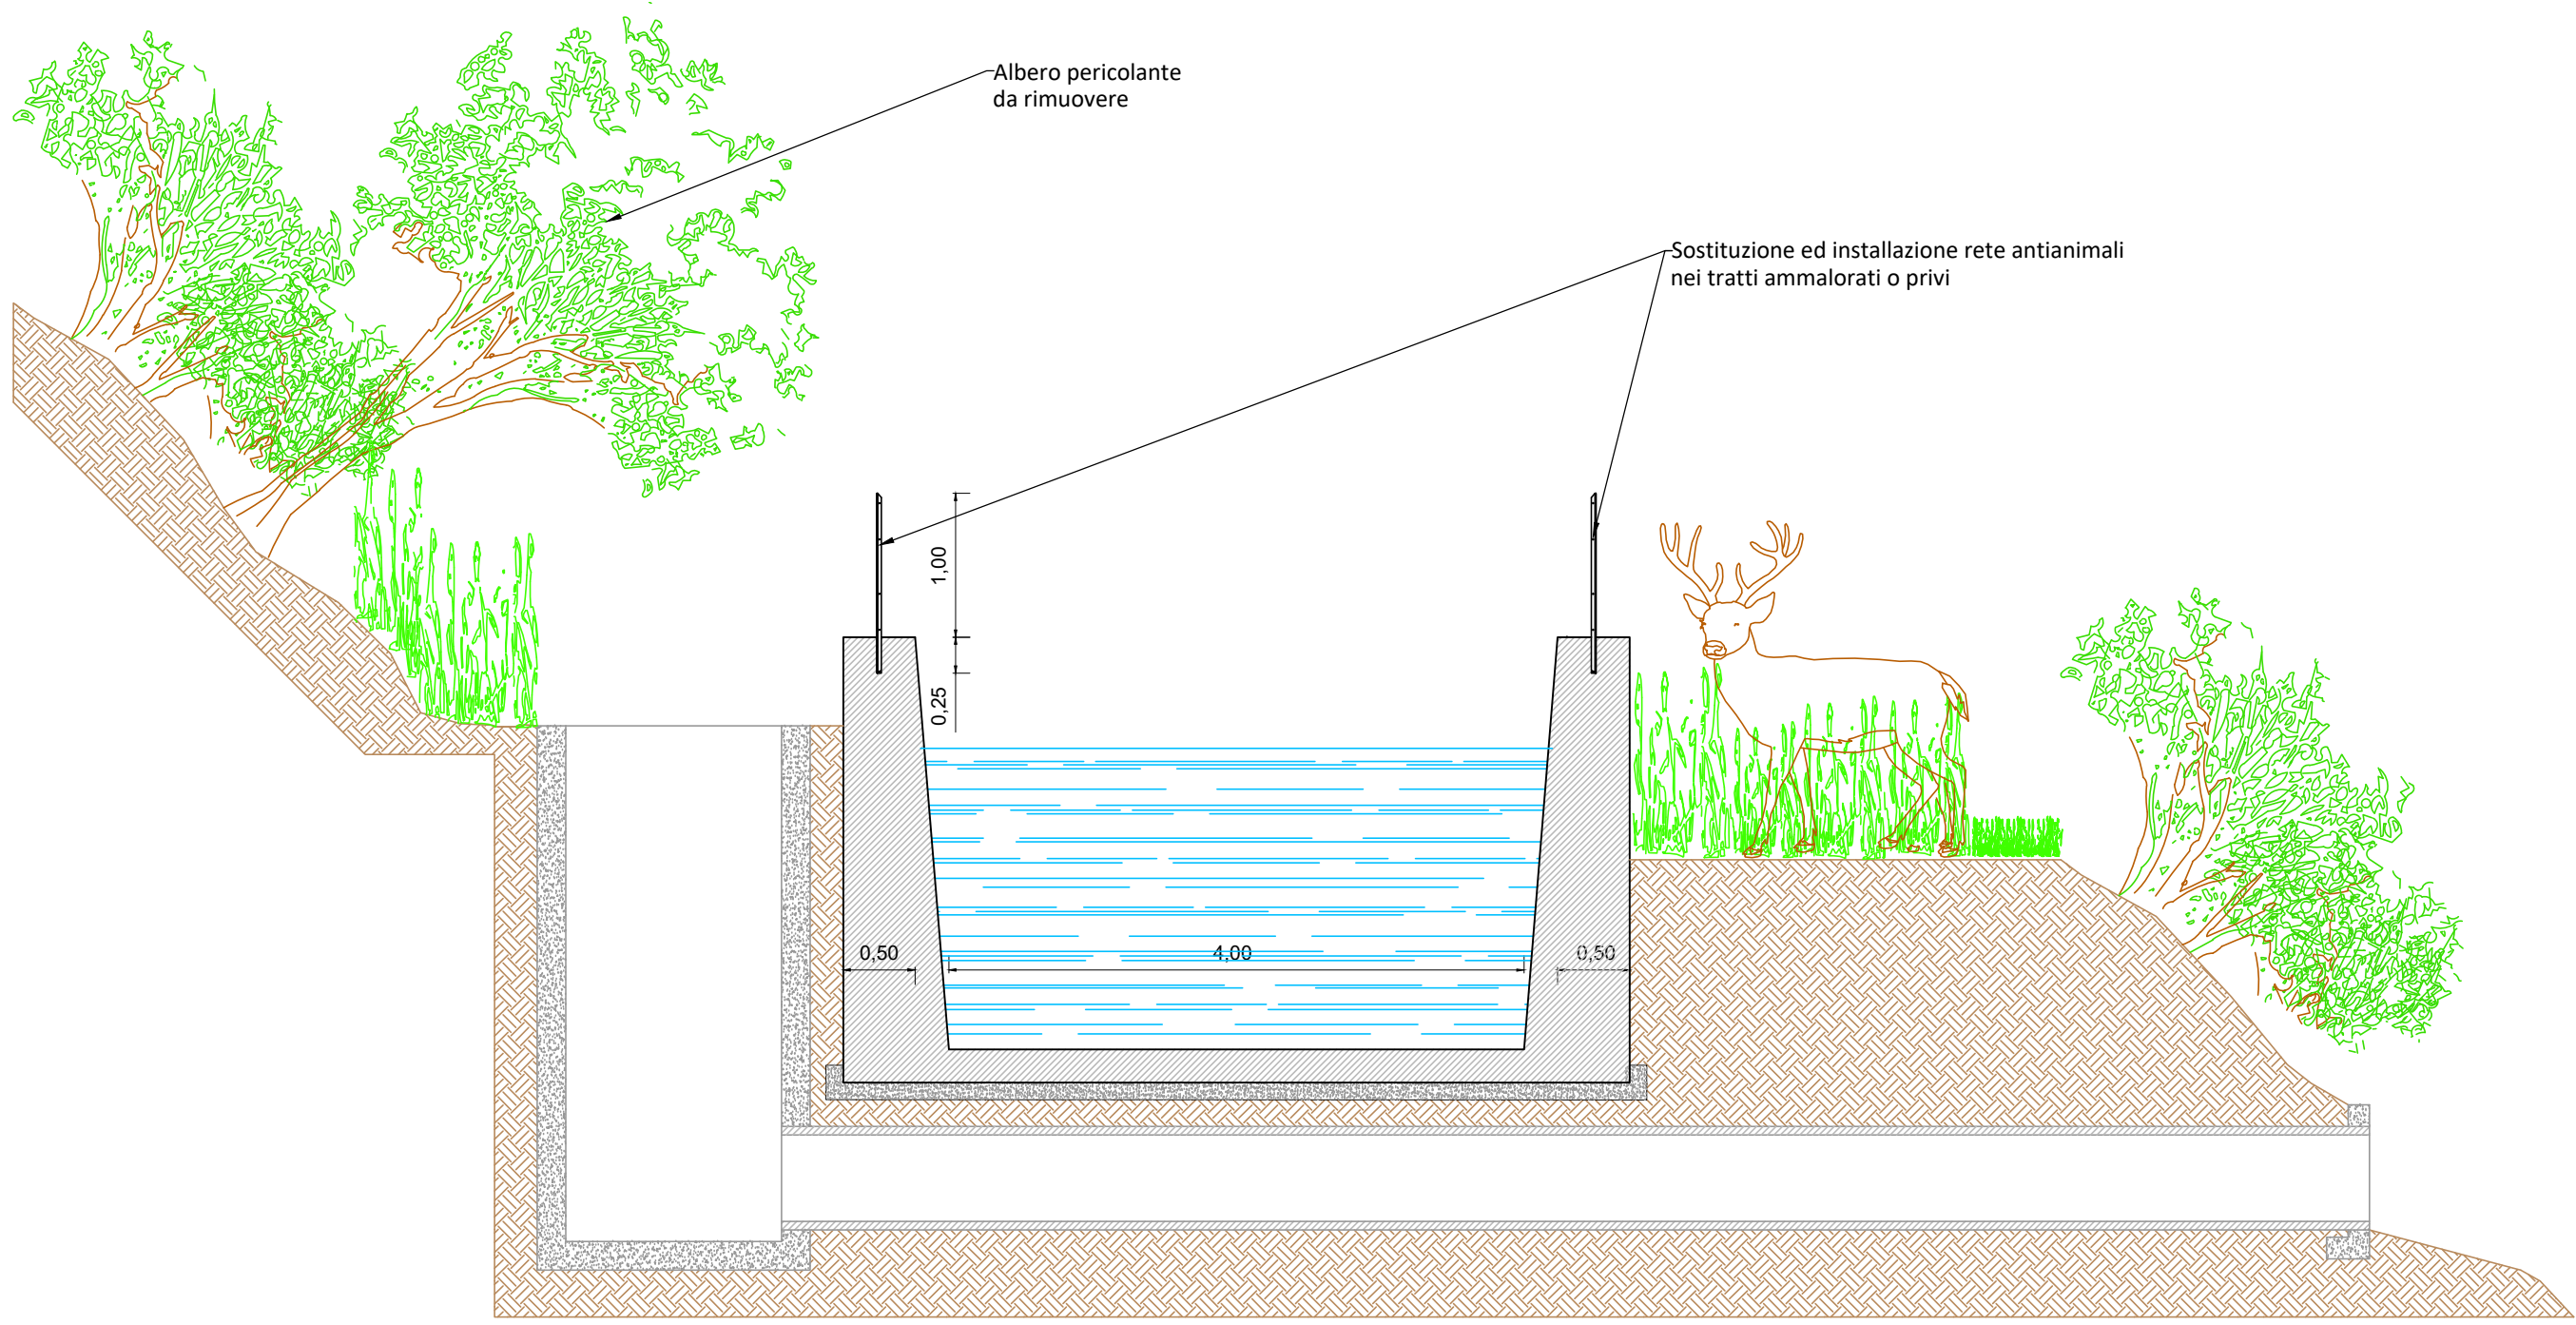 Albero pericolante
da rimuovere
Sostituzione ed installazione rete antianimali
nei tratti ammalorati o privi
1,00
0,25
0,50
4,00
0,50